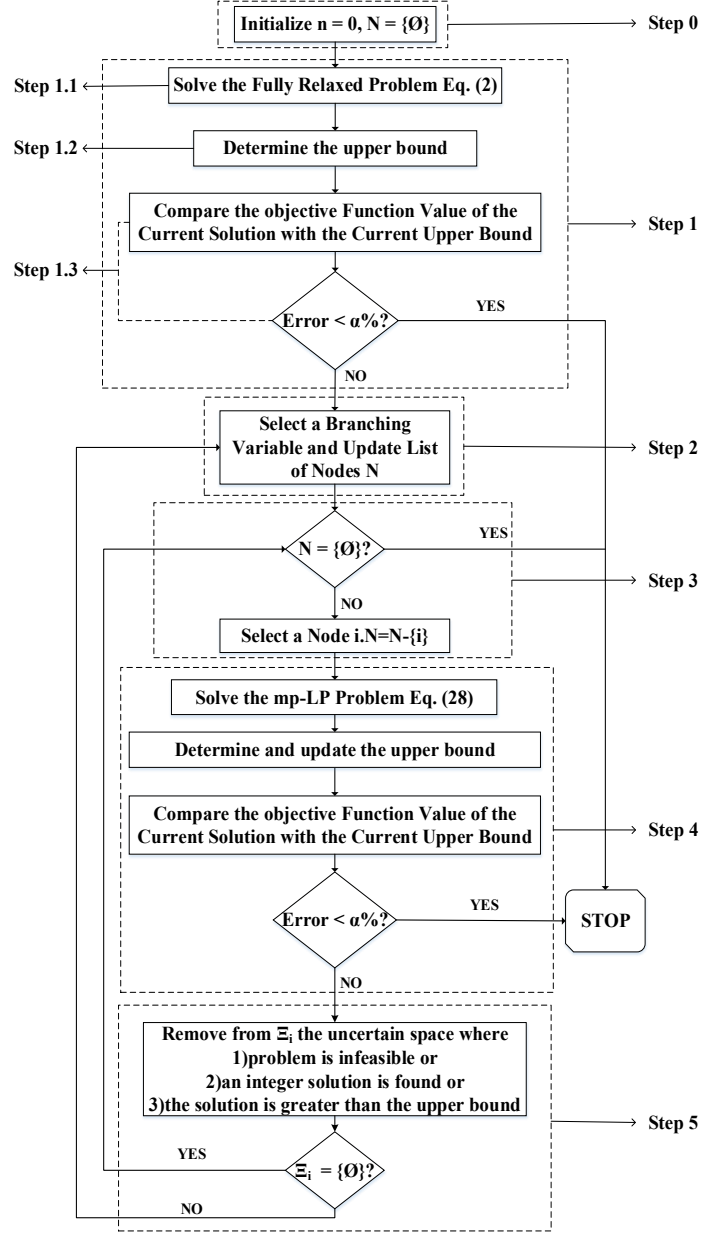 Initialize n = 0, N = {Ø}
Step 0
Solve the Fully Relaxed Problem Eq. (2)
Step 1.1
Determine the upper bound
Step 1.2
Compare the objective Function Value of the
Current Solution with the Current Upper Bound
Step 1
Step 1.3
Error < α%?
YES
NO
Select a Branching
Variable and Update List
of Nodes N
Step 2
N = {Ø}?
YES
Step 3
NO
Select a Node i.N=N-{i}
Solve the mp-LP Problem Eq. (28)
Determine and update the upper bound
Compare the objective Function Value of the
Current Solution with the Current Upper Bound
Step 4
Error < α%?
YES
STOP
NO
Remove from Ξi the uncertain space where
1)problem is infeasible or
2)an integer solution is found or
3)the solution is greater than the upper bound
Step 5
YES
Ξi = {Ø}?
NO